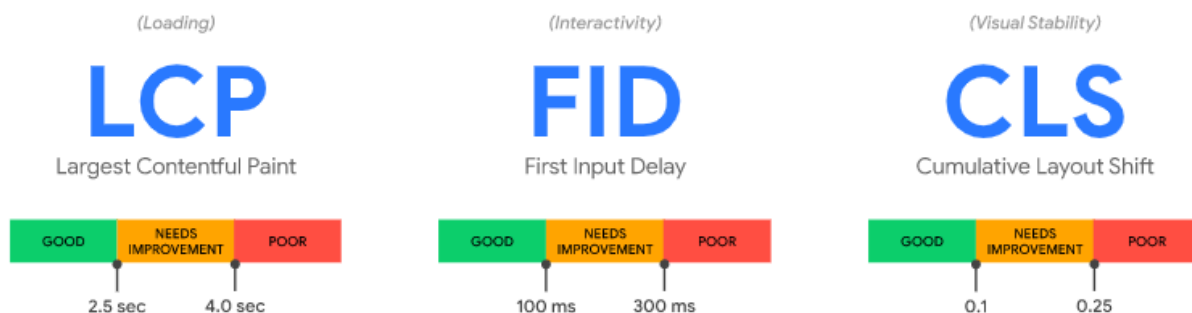 (Loading)
LCP
Largest Contentful Paint
GOOD
NEEDS
IMPROVEMENT
POOR
2.5 sec
4.0 sec
(Interactivity)
FID
First Input Delay
GOOD
NEEDS
IMPROVEMENT
POOR
100 ms
300 ms
(Visual Stability)
CLS
Cumulative Layout Shift
GOOD
NEEDS
IMPROVEMENT
POOR
0.1
0.25